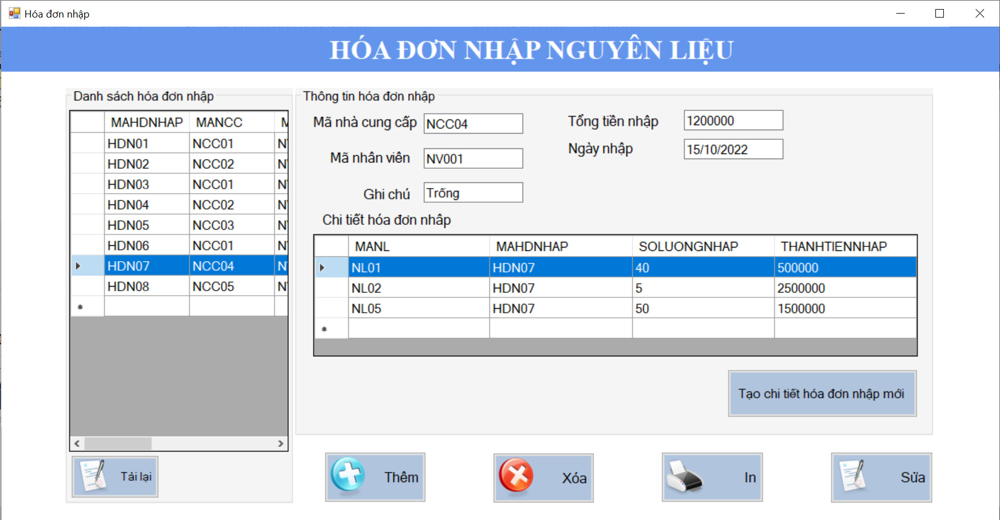 Hóa đơn nhập
HÓA ĐƠN NHẬP NGUYÊN LIỆU
Danh sách hóa đơn nhập
MAHDNHAP MANCC
HDN01 NCC01
HDN02 NCC02
HDN03 NCC01
HDN04 NCC02
HDN05 NCC03
HDN06 NCC01
HDN07 NCC04
HDN08 NCC05
Tải lại
Thông tin hóa đơn nhập
Mã nhà cung cấp NCC04 Tổng tiền nhập 1200000
Ngày nhập 15/10/2022
Mã nhân viên NV001
Ghi chú Trống
Chi tiết hóa đơn nhâp
MANL MAHDNHAP SOLUONGNHAP THANHTIENNHAP
NL01 HDN07 40 500000
NL02 HDN07 5 2500000
NL05 HDN07 50 1500000
Tạo chi tiết hóa đơn nhập mới
Thêm Xóa In Sửa